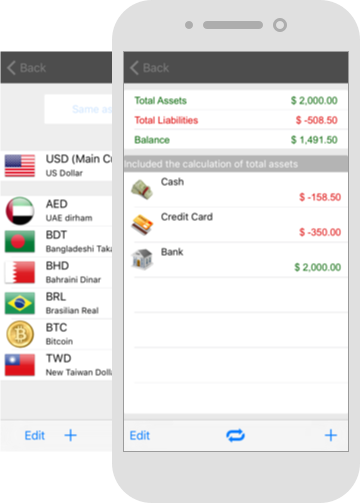 Back
Same as
USD (Main C
US Dollar
AED
UAE dirham
BDT
Bangladeshi Taka
BHD
Bahraini Dinar
BRL
Brasilian Real
BTC
Bitcoin
TWD
New Taiwan Dolla
Edit +
Back
Total Assets $ 2,000.00
Total Liabilities $ -508.50
Balance $ 1,491.50
Included the calculation of total assets
Cash
$ -158.50
Credit Card
$ -350.00
Bank
$ 2,000.00
Edit +